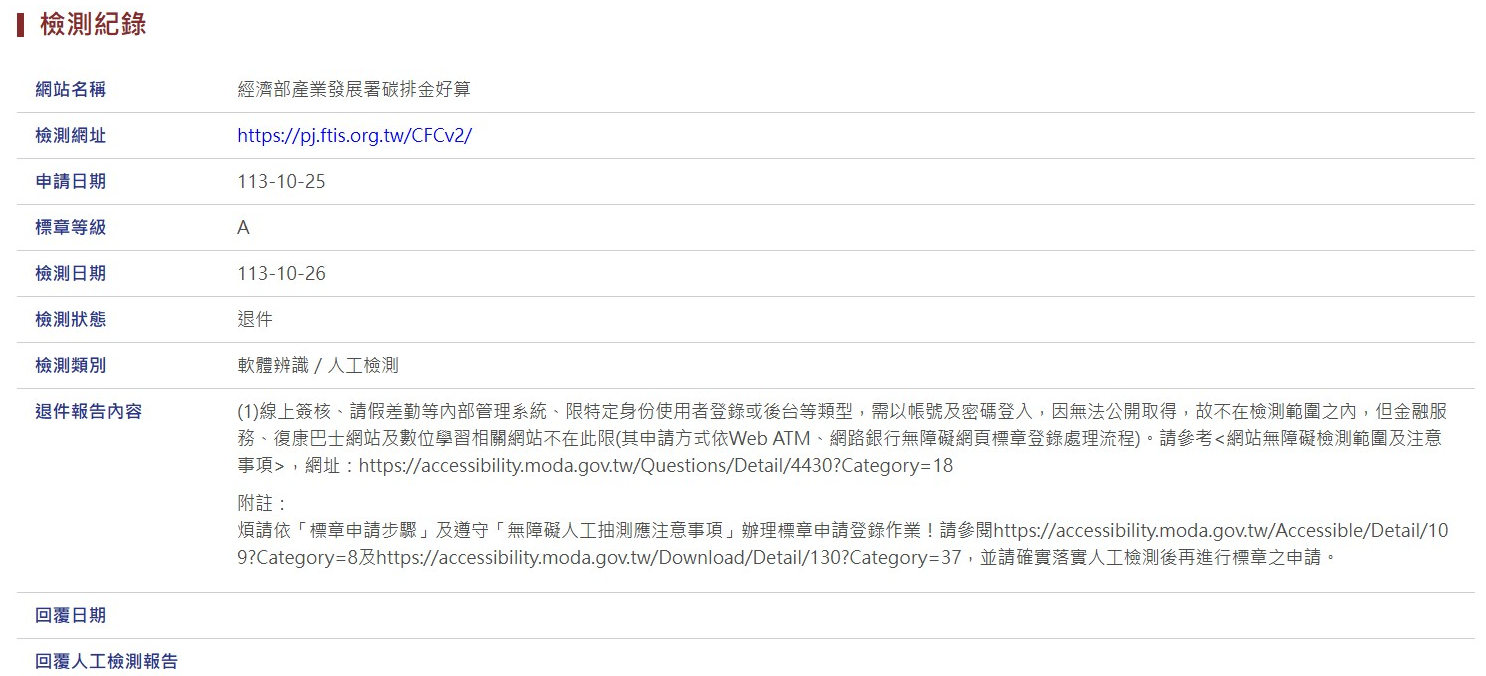 檢測紀錄
網站名稱 經濟部產業發展署碳排金好算
檢測網址 https://pj.ftis.org.tw/CFCv2/
申請日期 113-10-25
標章等級 A
檢測日期 113-10-26
檢測狀態 退件
檢測類別 軟體辨識 / 人工檢測
退件報告內容 (1)線上簽核、請假差勤等內部管理系統、限特定身份使用者登錄或後台等類型，需以帳號及密碼登入，因無法公開取得，故不在檢測範圍之內，但金融服
務、復康巴士網站及數位學習相關網站不在此限(其申請方式依Web ATM、網路銀行無障礙網頁標章登錄處理流程)。請參考<網站無障礙檢測範圍及注意
事項>，網址：https://accessibility.moda.gov.tw/Questions/Detail/4430?Category=18
附註：
煩請依「標章申請步驟」及遵守「無障礙人工抽測應注意事項」辦理標章申請登錄作業！請參閱https://accessibility.moda.gov.tw/Accessible/Detail/10
9?Category=8及https://accessibility.moda.gov.tw/Download/Detail/130?Category=37，並請確實落實人工檢測後再進行標章之申請。
回覆日期
回覆人工檢測報告